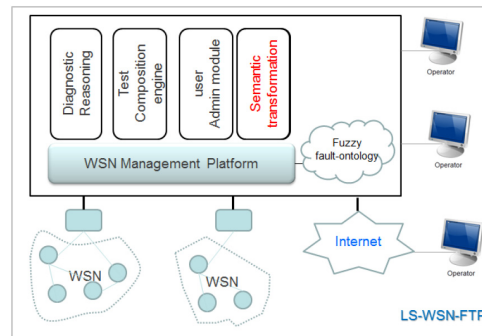 Diagnostic
Reasoning
Test
Composition
engine
user
Admin module
Semantic
transformation
Operator
WSN Management Platform
Fuzzy
fault-ontology
Operator
WSN
WSN
Internet
Operator
LS-WSN-FTP